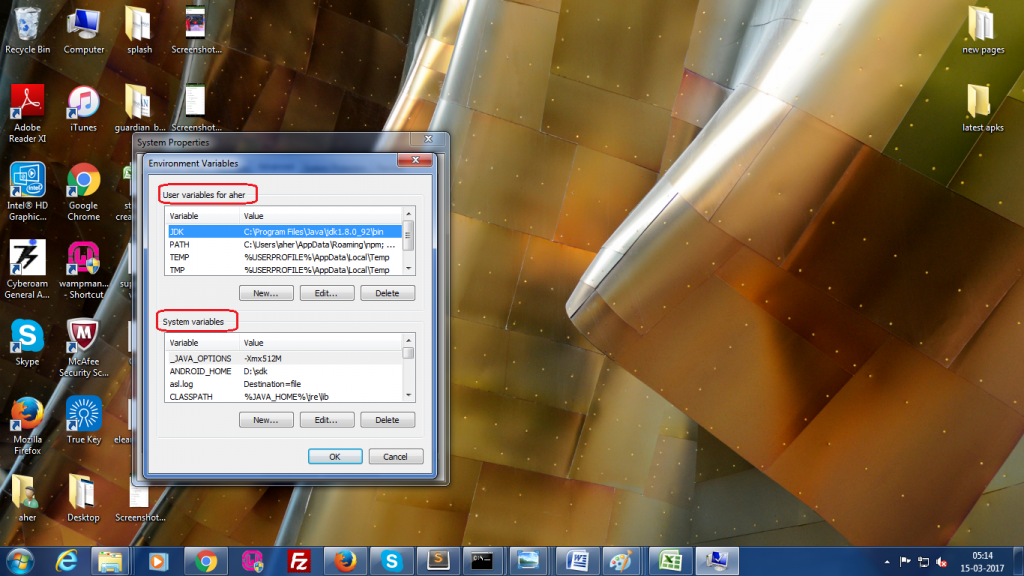 Recycle Bin
Computer
splash
Screenshot...
new pages
Adobe
Reader XI
iTunes
guardian_b...
Screenshot...
latest apks
Intel® HD
Graphic...
Google
Chrome
Cyberoam
General A...
wampman...
- Shortcut
Skype
McAfee
Security Sc...
Mozilla
Firefox
True Key
elear
aher
Desktop
Screenshot...
System Properties
Environment Variables
User variables for aher
Variable Value
JDK C:\Program Files\Java\jdk1.8.0_92\bin
PATH C:\Users\aher\AppData\Roaming\npm; ...
TEMP %USERPROFILE%\AppData\Local\Temp
TMP %USERPROFILE%\AppData\Local\Temp
New... Edit... Delete
System variables
Variable Value
_JAVA_OPTIONS -Xmx512M
ANDROID_HOME D:\sdk
asl.log Destination=file
CLASSPATH %JAVA_HOME%\jre\lib
New... Edit... Delete
OK Cancel
05:14
15-03-2017